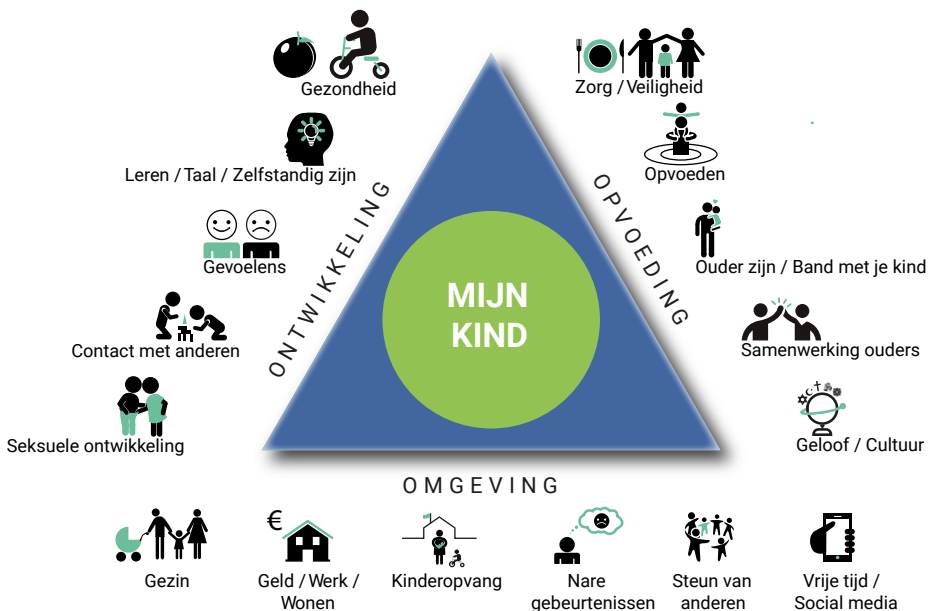 Gezondheid
Leren / Taal / Zelfstandig zijn
Gevoelens
Contact met anderen
Seksuele ontwikkeling
ONTWIKKELING
MIJN
KIND
OPVOEDING
Zorg / Veiligheid
Opvoeden
Ouder zijn / Band met je kind
Samenwerking ouders
Geloof / Cultuur
OMGEVING
€
Gezin
Geld / Werk /
Wonen
Kinderopvang
Nare
gebeurtenissen
Steun van
anderen
Vrije tijd /
Social media